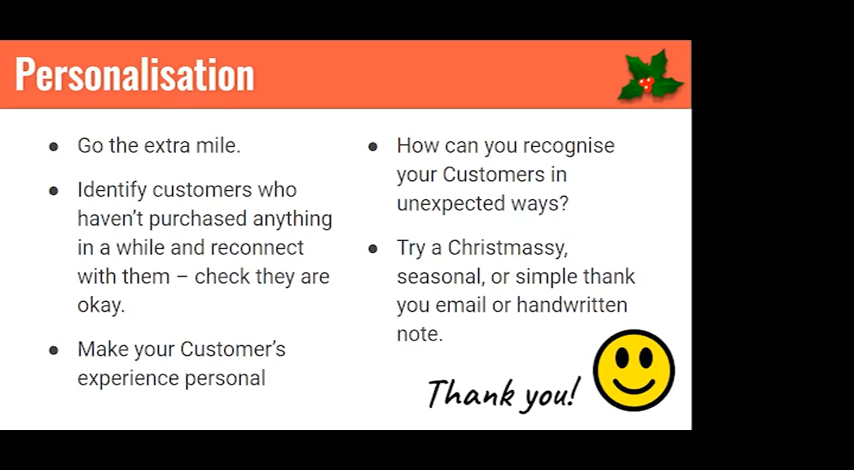 Personalisation
● Go the extra mile.
● Identify customers who
haven’t purchased anything
in a while and reconnect
with them – check they are
okay.
● Make your Customer’s
experience personal
● How can you recognise
your Customers in
unexpected ways?
● Try a Christmassy,
seasonal, or simple thank
you email or handwritten
note.
Thank you!